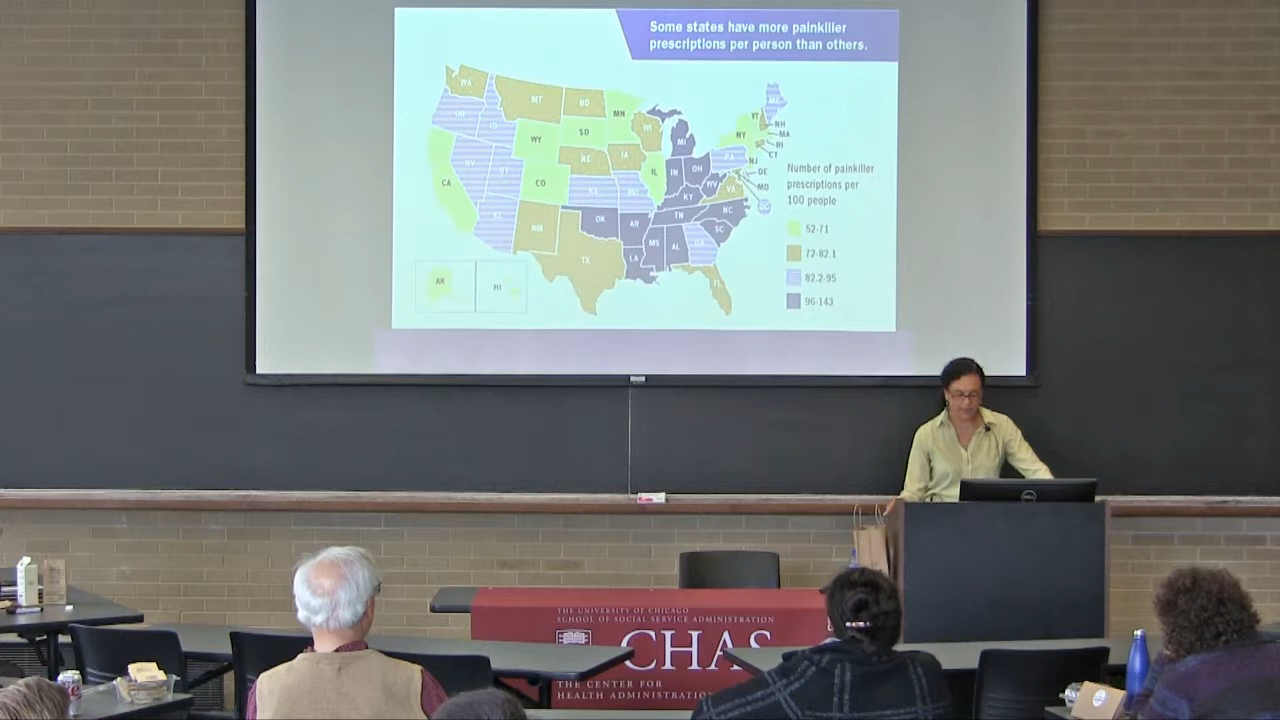 Some states have more painkiller
prescriptions per person than others.
WA
MT
ND
MN
WI
ID
WY
SD
IA
NE
NV
UT
CO
CA
KS
MO
IL
IN
OH
MI
PA
NY
VT
NH
MA
RI
CT
NJ
DE
MD
DC
WV
VA
KY
TN
NC
SC
GA
FL
AL
MS
AR
LA
OK
TX
NM
AK
HI
Number of painkiller
prescriptions per
100 people
52-71
72-82.1
82.2-95
96-143
DELL
THE UNIVERSITY OF CHICAGO
SCHOOL OF SOCIAL SERVICE ADMINISTRATION
CHAS
THE CENTER FOR
HEALTH ADMINISTRATION